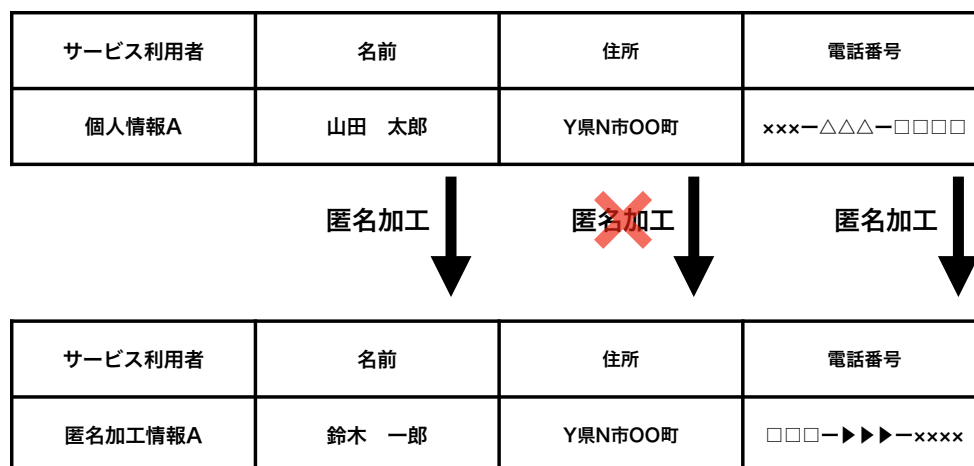 サービス利用者 名前 住所 電話番号
個人情報A 山田　太郎 Y県N市〇〇町 ×××ー△△△ー□□□□
匿名加工 匿名加工 匿名加工
サービス利用者 名前 住所 電話番号
匿名加工情報A 鈴木　一郎 Y県N市〇〇町 □□□ー▶▶▶ー××××